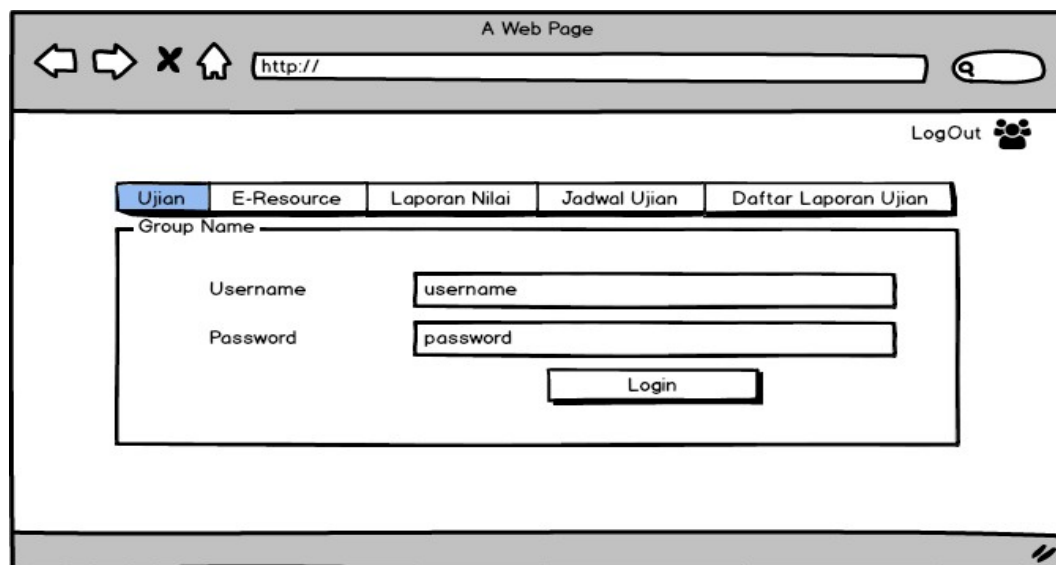 A Web Page
http://
LogOut
Ujian E-Resource Laporan Nilai Jadwal Ujian Daftar Laporan Ujian
Group Name
Username username
Password password
Login